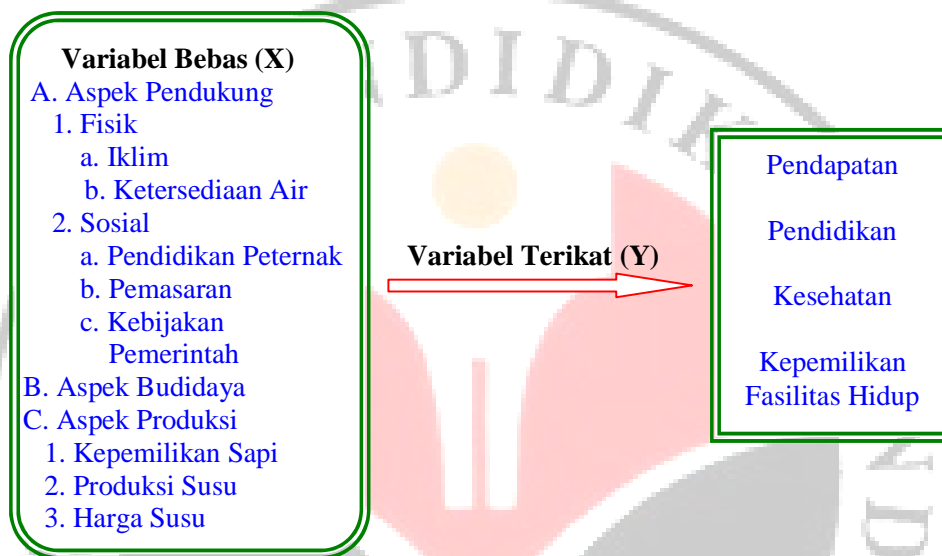 Variabel Bebas (X)
A. Aspek Pendukung
1. Fisik
a. Iklim
b. Ketersediaan Air
2. Sosial
a. Pendidikan Peternak
b. Pemasaran
c. Kebijakan
Pemerintah
B. Aspek Budidaya
C. Aspek Produksi
1. Kepemilikan Sapi
2. Produksi Susu
3. Harga Susu
Variabel Terikat (Y)
Pendapatan
Pendidikan
Kesehatan
Kepemilikan
Fasilitas Hidup